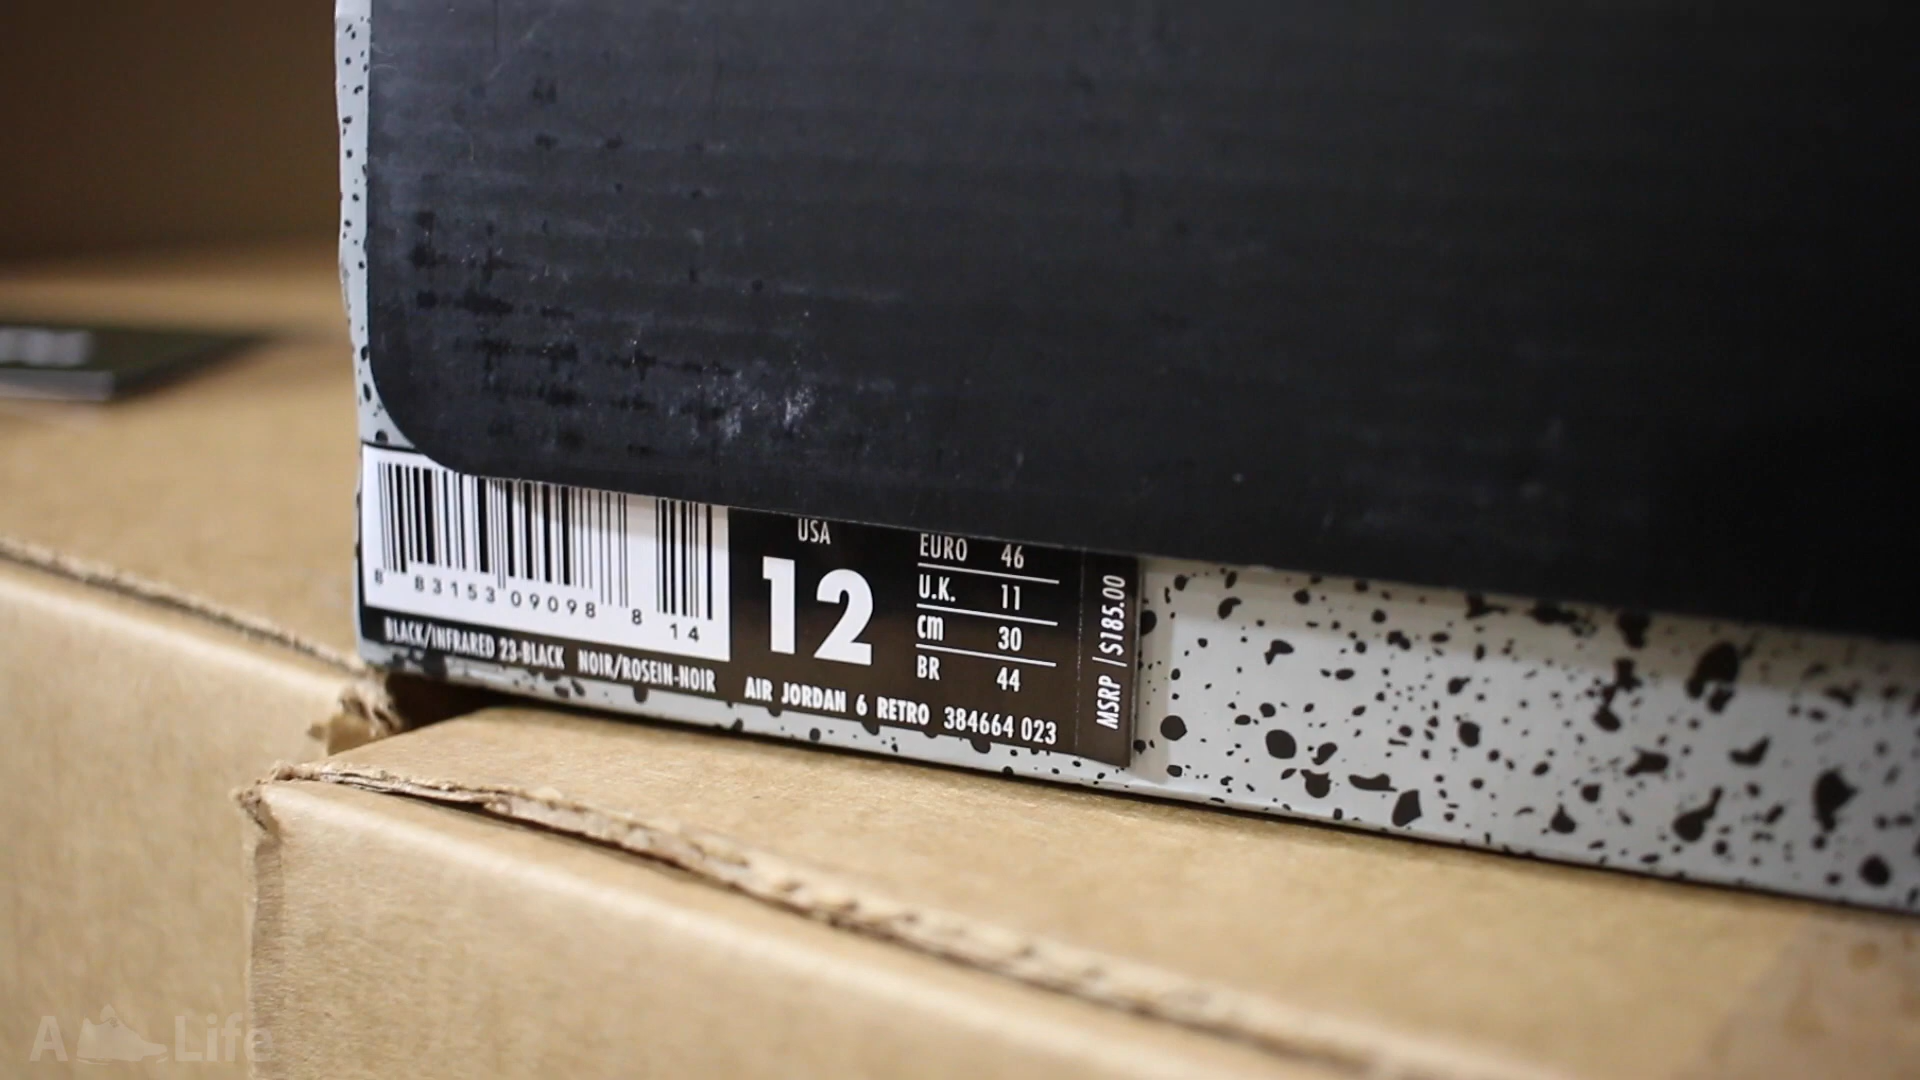 8 83153 09098 8 14
BLACK/INFRARED 23-BLACK NOIR/ROSEIN-NOIR
USA
12
EURO 46
U.K. 11
cm 30
BR 44
AIR JORDAN 6 RETRO 384664 023
MSRP | $185.00
A Life